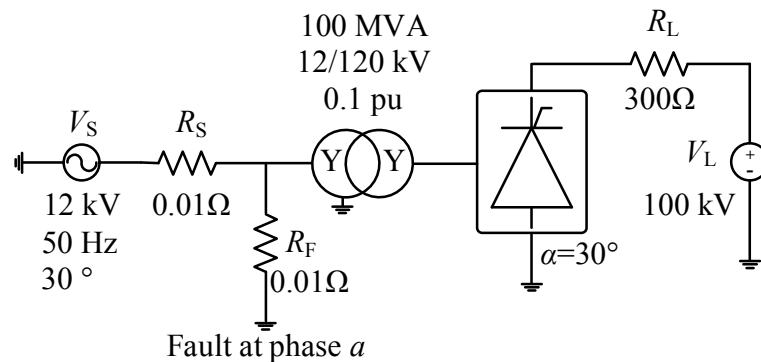 100 MVA
12/120 kV
0.1 pu
R_L
300Ω
V_S
R_S
Y Y
V_L
+
-
12 kV
0.01Ω
100 kV
50 Hz
R_F
30 °
0.01Ω
α=30°
Fault at phase a